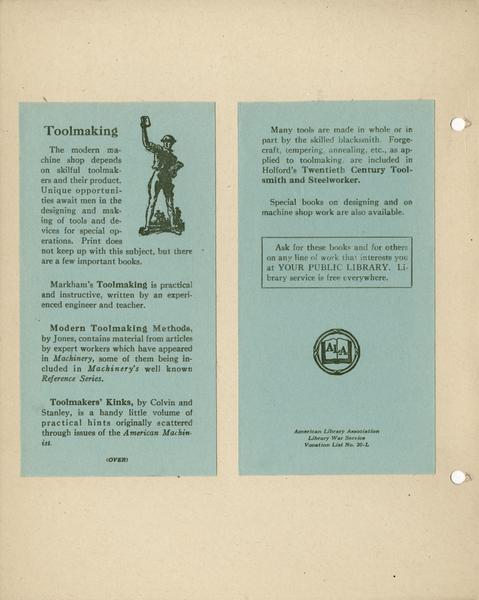 Toolmaking
The modern ma-
chine shop depends
on skilful toolmak-
ers and their product.
Unique opportuni-
ties await men in the
designing and mak-
ing of tools and de-
vices for special op-
erations. Print does
not keep up with this subject, but there
are a few important books.
Markham's Toolmaking is practical
and instructive, written by an experi-
enced engineer and teacher.
Modern Toolmaking Methods,
by Jones, contains material from articles
by expert workers which have appeared
in Machinery, some of them being in-
cluded in Machinery's well known
Reference Series.
Toolmakers' Kinks, by Colvin and
Stanley, is a handy little volume of
practical hints originally scattered
through issues of the American Machin-
ist.
(OVER)
Many tools are made in whole or in
part by the skilled blacksmith. Forge-
craft, tempering, annealing, etc., as ap-
plied to toolmaking, are included in
Holford's Twentieth Century Tool-
smith and Steelworker.
Special books on designing and on
machine shop work are also available.
Ask for these books and for others
on any line of work that interests you
at YOUR PUBLIC LIBRARY. Li-
brary service is free everywhere.
ALA
American Library Association
Library War Service
Vocation List No. 20-L